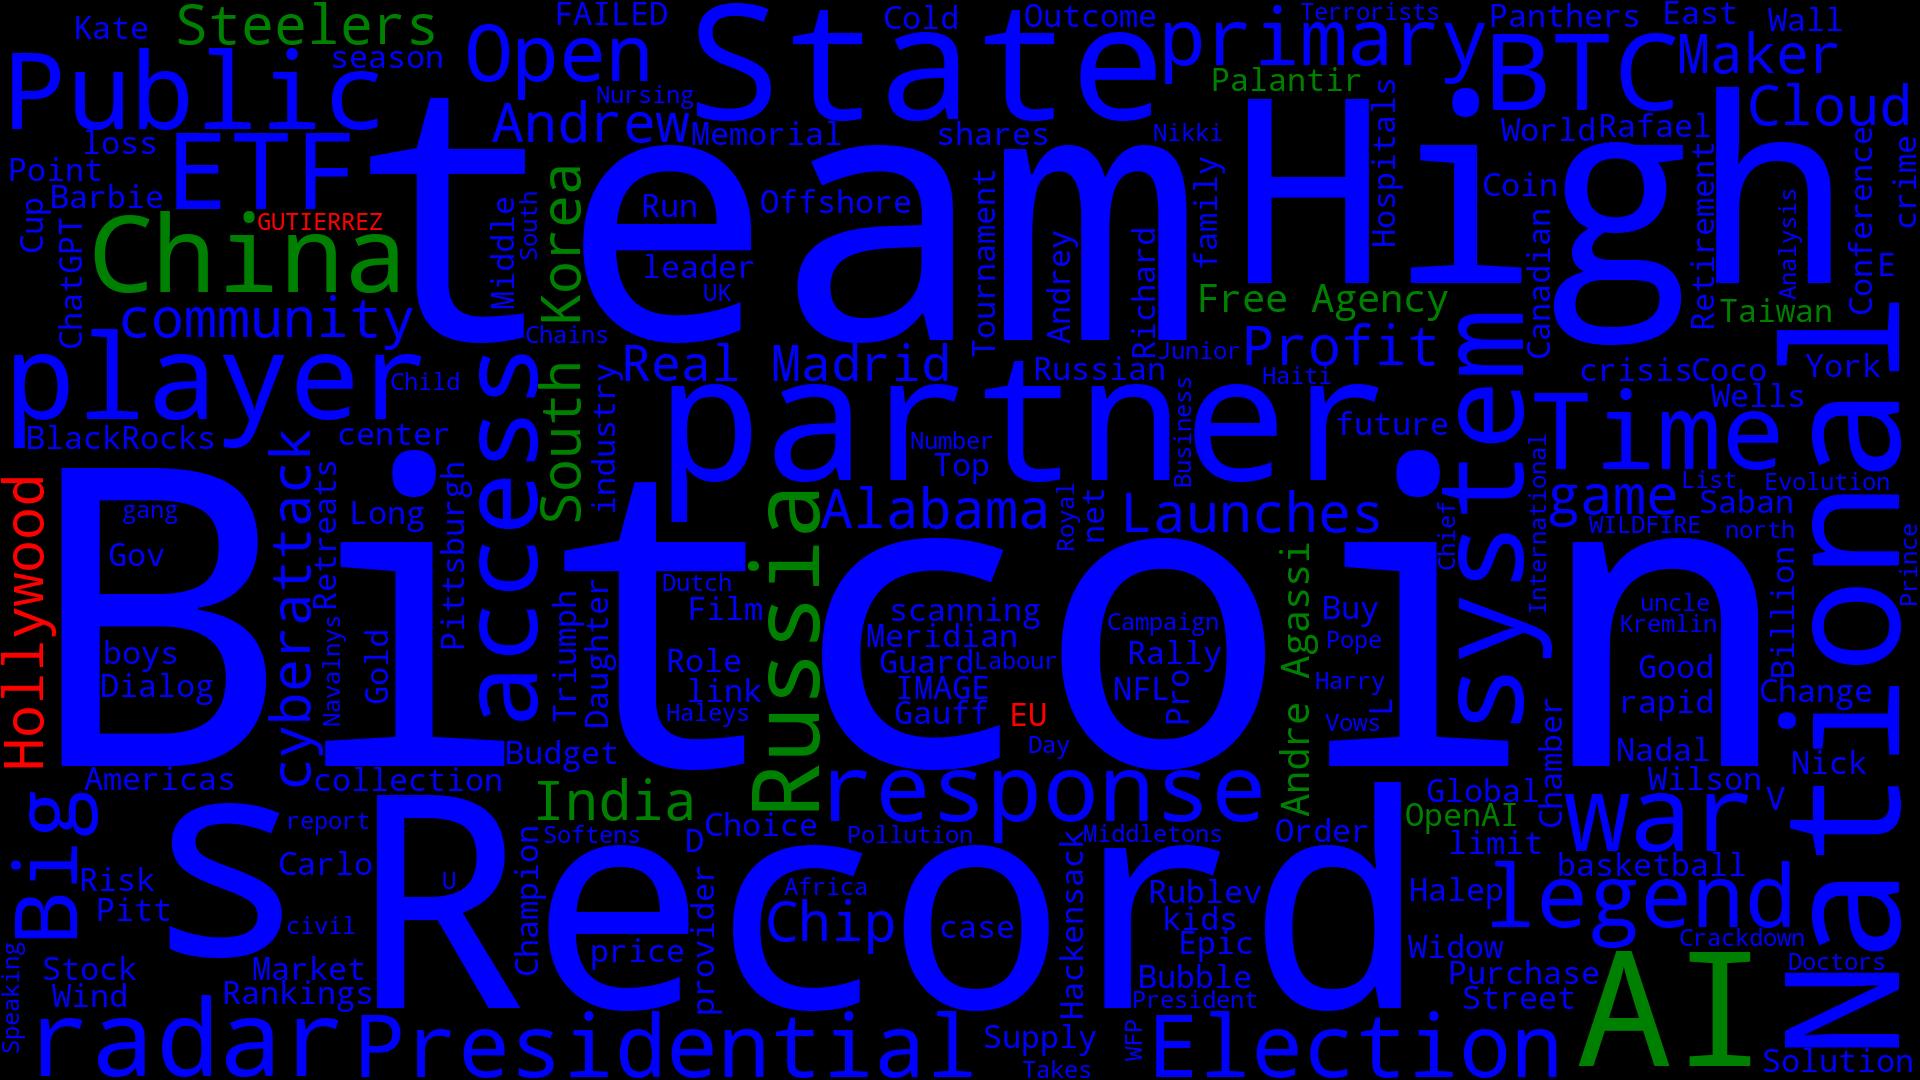 Kate
Steelers
FAILED
Cold
Outcome
Terrorists
Panthers
East
Wall
Public
season
Open
State
primary
BTC
Maker
Palantir
Nursing
Andrew
Memorial
shares
Nikki
Hospitals
World
Rafael
Cloud
loss
ETF
team
High
Point
Barbie
Cup
China
GUTIERREZ
ChatGPT
Middle
South
South Korea
Run
Offshore
leader
UK
Tournament
Andrey
Richard
family
Coin
Canadian
Retirement
Analysis
Conference
crime
E
Free Agency
Taiwan
community
Chains
player
Child
Real
Madrid
Russian
Junior
Profit
Haiti
system
crisis
Coco
York
Wells
National
BlackRocks
center
access
industry
partner
Number
Top
Business
future
Time
Hollywood
Bitcoin
gang
Gov
boys
Dialog
cyberattack
Retreats
Navalnys
Long
Gold
Pittsburgh
Triumph
Daughter
Dutch
Film
Role
link
Haleys
Russia
Alabama
Royal
net
Launches
Chief
International
game
List
Evolution
Saban
WILDFIRE
north
Prince
scanning
Meridian
Guard
Labour
IMAGE
Gauff
EU
Day
Campaign
Rally
NFL
Pro
Andre Agassi
Buy
Pope
Harry
L
Vows
uncle
Kremlin
Good
rapid
Nadal
Billion
Change
Chamber
Wilson
Nick
Americas
collection
Budget
India
response
Global
OpenAI
war
V
Big
s
report
Record
Softens
D
Choice
Pollution
Middletons
Order
limit
basketball
Carlo
Risk
Pitt
U
civil
Champion
price
provider
Africa
Chip
case
Hackensack
Rublev
kids
Epic
Bubble
President
Halep
legend
Widow
Crackdown
Speaking
Stock
Wind
Market
Rankings
Purchase
Street
AI
Doctors
radar
Presidential
Supply
Takes
WFP
Election
Solution